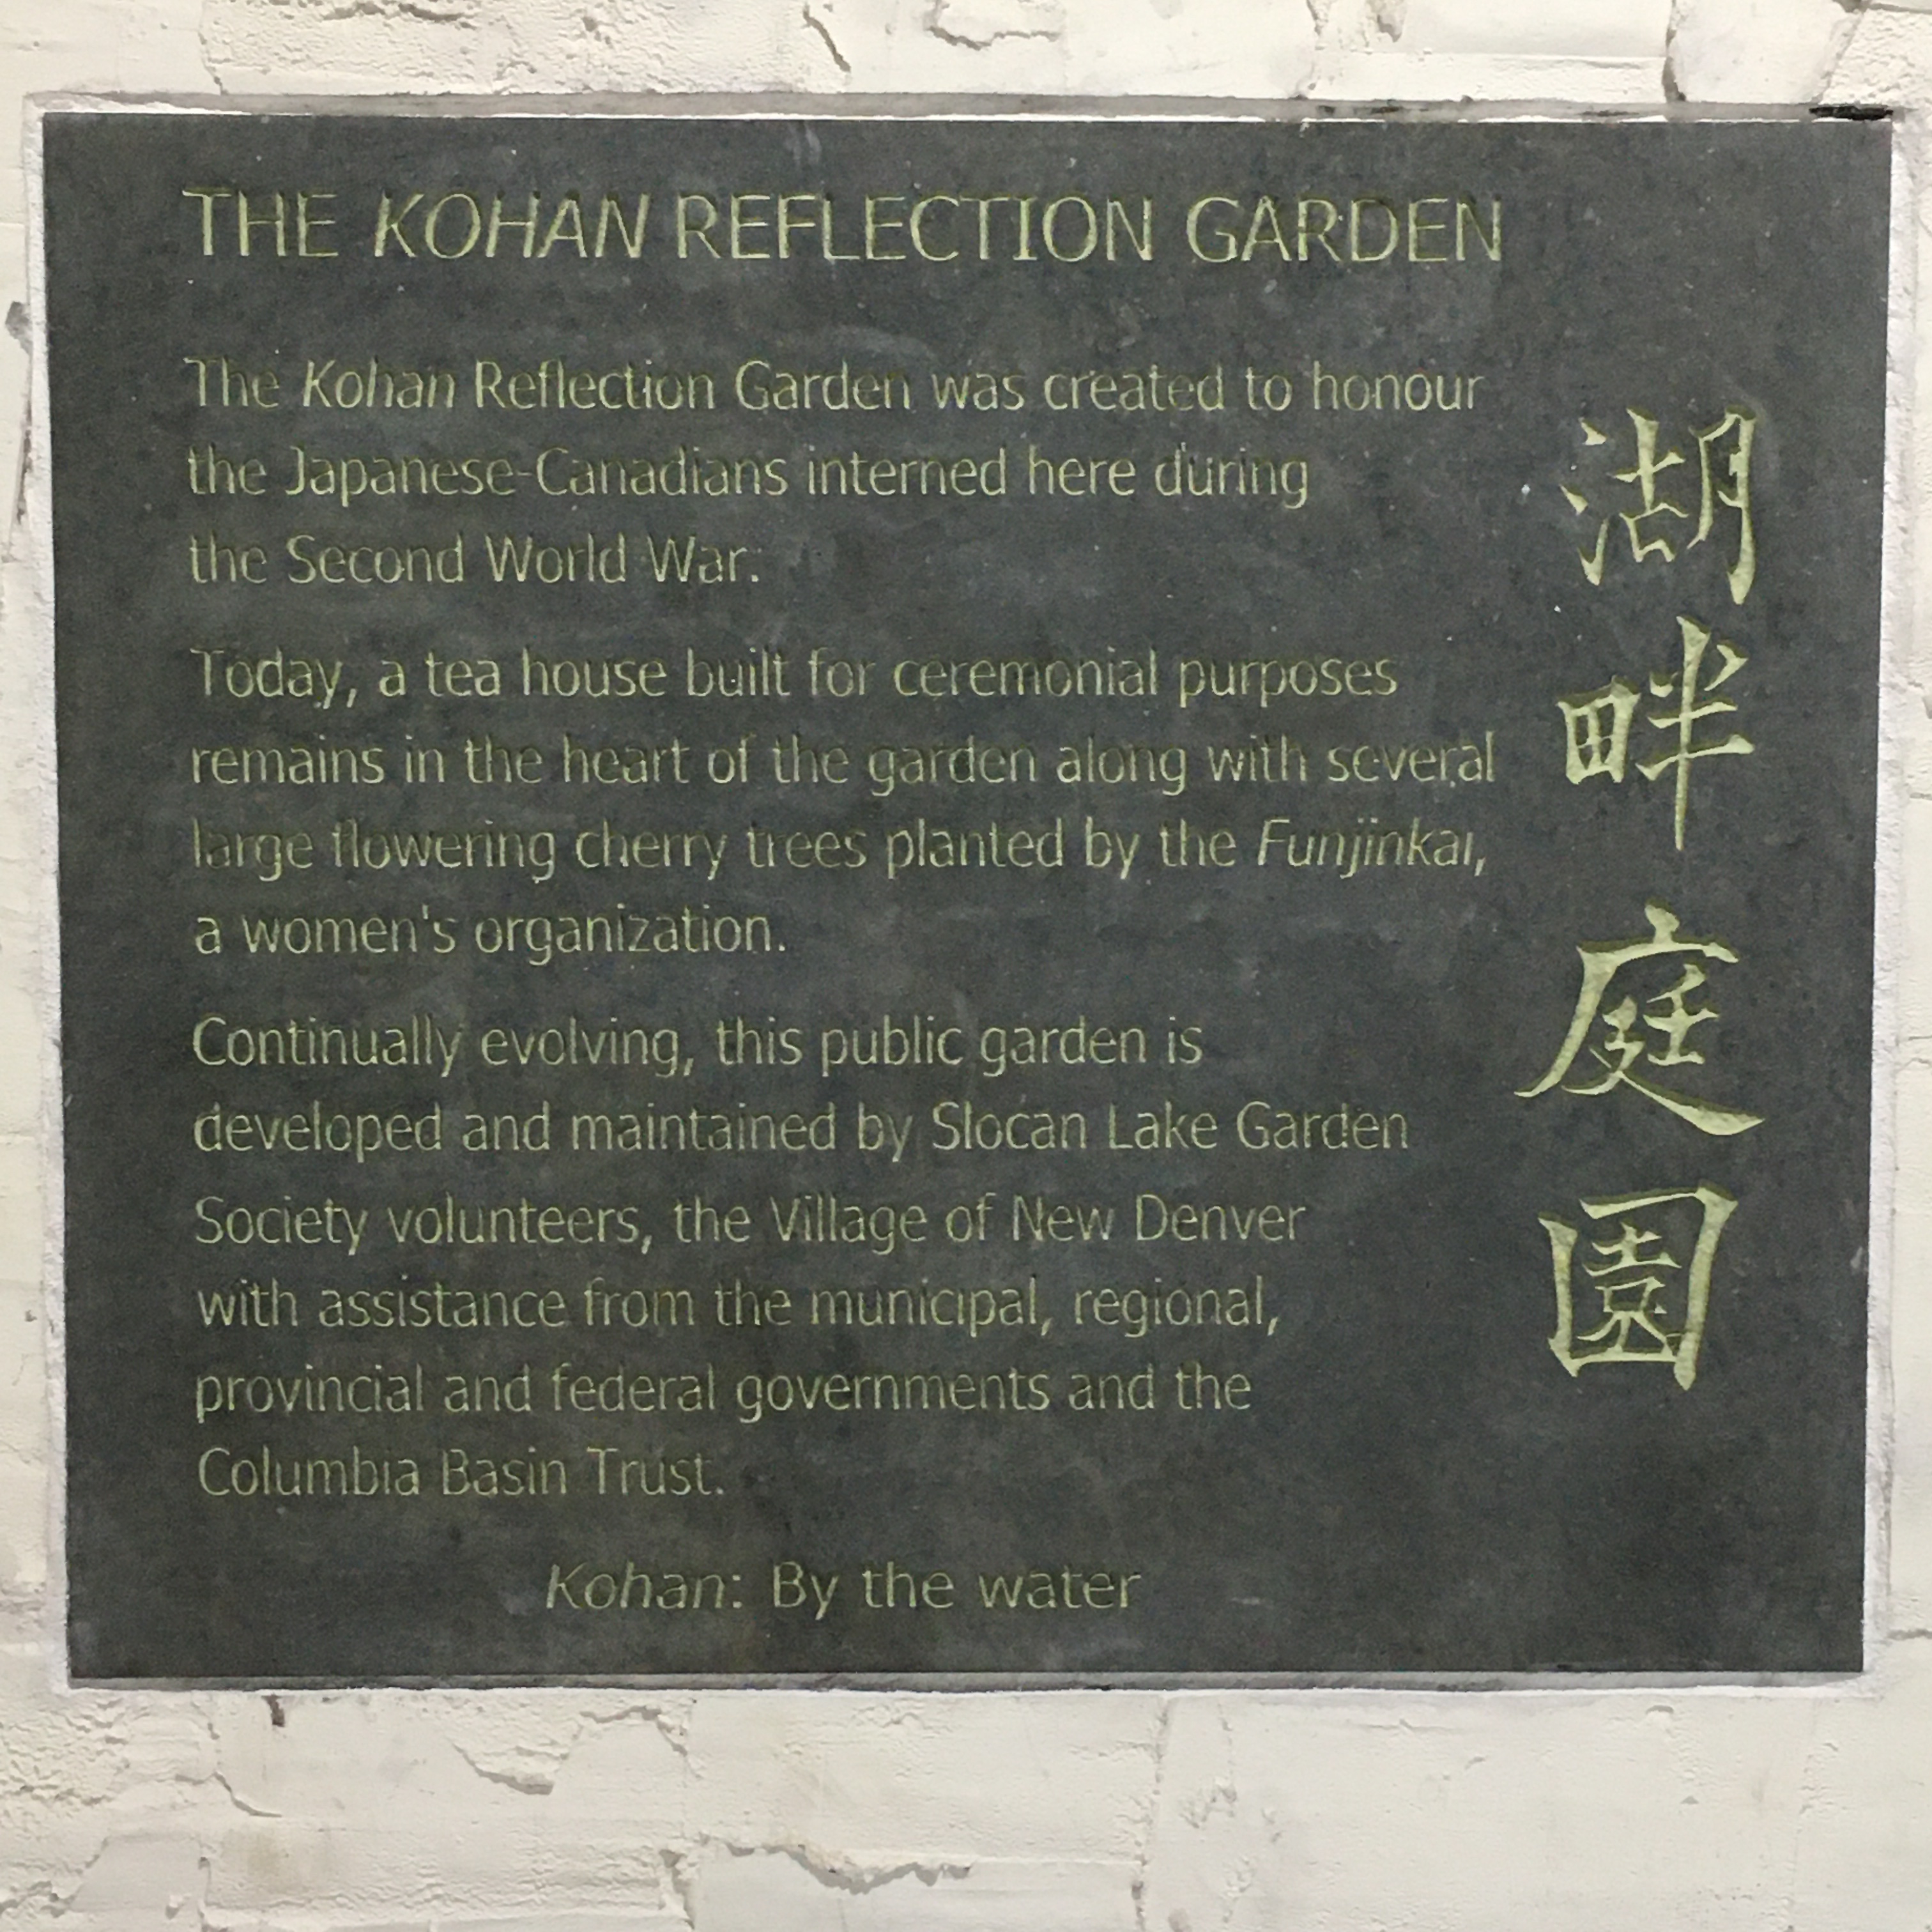 THE KOHAN REFLECTION GARDEN
The Kohan Reflection Garden was created to honour
the Japanese-Canadians interned here during
the Second World War.
Today, a tea house built for ceremonial purposes
remains in the heart of the garden along with several
large flowering cherry trees planted by the Funjinkai,
a women's organization.
Continually evolving, this public garden is
developed and maintained by Slocan Lake Garden
Society volunteers, the Village of New Denver
with assistance from the municipal, regional,
provincial and federal governments and the
Columbia Basin Trust.
Kohan: By the water
湖畔庭園